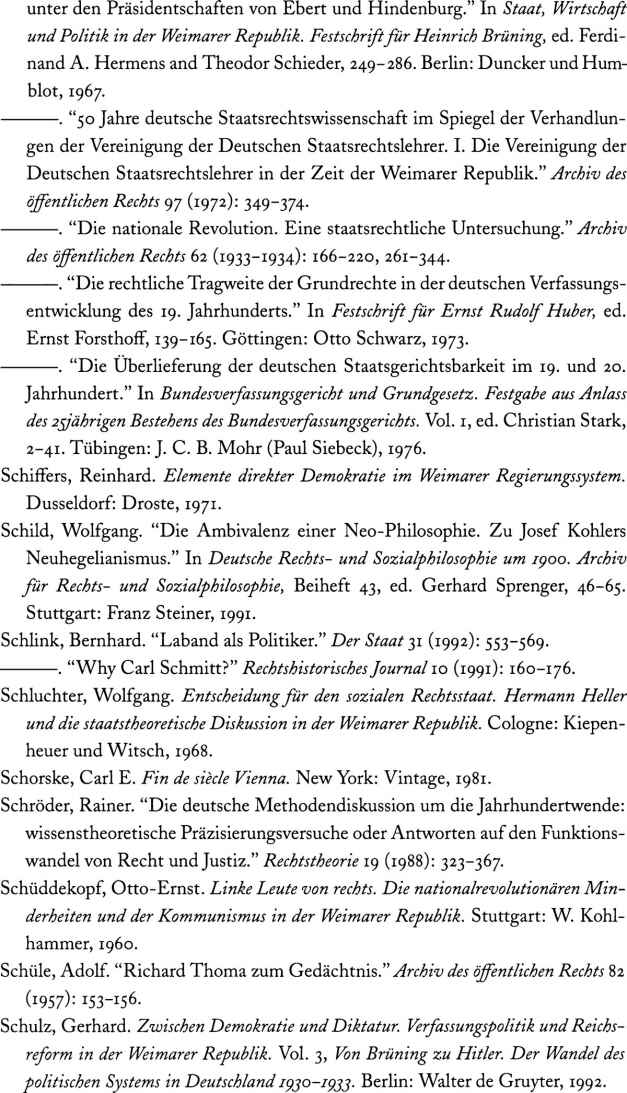 unter den Präsidentschaften von Ebert und Hindenburg.” In Staat, Wirtschaft
und Politik in der Weimarer Republik. Festschrift für Heinrich Brüning, ed. Ferdi-
nand A. Hermens and Theodor Schieder, 249–286. Berlin: Duncker und Hum-
blot, 1967.
———. “50 Jahre deutsche Staatsrechtswissenschaft im Spiegel der Verhandlun-
gen der Vereinigung der Deutschen Staatsrechtslehrer. I. Die Vereinigung der
Deutschen Staatsrechtslehrer in der Zeit der Weimarer Republik.” Archiv des
öffentlichen Rechts 97 (1972): 349–374.
———. “Die nationale Revolution. Eine staatsrechtliche Untersuchung.” Archiv
des öffentlichen Rechts 62 (1933–1934): 166–220, 261–344.
———. “Die rechtliche Tragweite der Grundrechte in der deutschen Verfassungs-
entwicklung des 19. Jahrhunderts.” In Festschrift für Ernst Rudolf Huber, ed.
Ernst Forsthoff, 139–165. Göttingen: Otto Schwarz, 1973.
———. “Die Überlieferung der deutschen Staatsgerichtsbarkeit im 19. und 20.
Jahrhundert.” In Bundesverfassungsgericht und Grundgesetz. Festgabe aus Anlass
des 25jährigen Bestehens des Bundesverfassungsgerichts. Vol. 1, ed. Christian Stark,
2–41. Tübingen: J. C. B. Mohr (Paul Siebeck), 1976.
Schiffers, Reinhard. Elemente direkter Demokratie im Weimarer Regierungssystem.
Dusseldorf: Droste, 1971.
Schild, Wolfgang. “Die Ambivalenz einer Neo-Philosophie. Zu Josef Kohlers
Neuhegelianismus.” In Deutsche Rechts- und Sozialphilosophie um 1900. Archiv
für Rechts- und Sozialphilosophie, Beiheft 43, ed. Gerhard Sprenger, 46–65.
Stuttgart: Franz Steiner, 1991.
Schlink, Bernhard. “Laband als Politiker.” Der Staat 31 (1992): 553–569.
———. “Why Carl Schmitt?” Rechtshistorisches Journal 10 (1991): 160–176.
Schluchter, Wolfgang. Entscheidung für den sozialen Rechtsstaat. Hermann Heller
und die staatstheoretische Diskussion in der Weimarer Republik. Cologne: Kiepen-
heuer und Witsch, 1968.
Schorske, Carl E. Fin de siècle Vienna. New York: Vintage, 1981.
Schröder, Rainer. “Die deutsche Methodendiskussion um die Jahrhundertwende:
wissenstheoretische Präzisierungsversuche oder Antworten auf den Funktions-
wandel von Recht und Justiz.” Rechtstheorie 19 (1988): 323–367.
Schüddekopf, Otto-Ernst. Linke Leute von rechts. Die nationalrevolutionären Min-
derheiten und der Kommunismus in der Weimarer Republik. Stuttgart: W. Kohl-
hammer, 1960.
Schüle, Adolf. “Richard Thoma zum Gedächtnis.” Archiv des öffentlichen Rechts 82
(1957): 153–156.
Schulz, Gerhard. Zwischen Demokratie und Diktatur. Verfassungspolitik und Reichs-
reform in der Weimarer Republik. Vol. 3, Von Brüning zu Hitler. Der Wandel des
politischen Systems in Deutschland 1930–1933. Berlin: Walter de Gruyter, 1992.